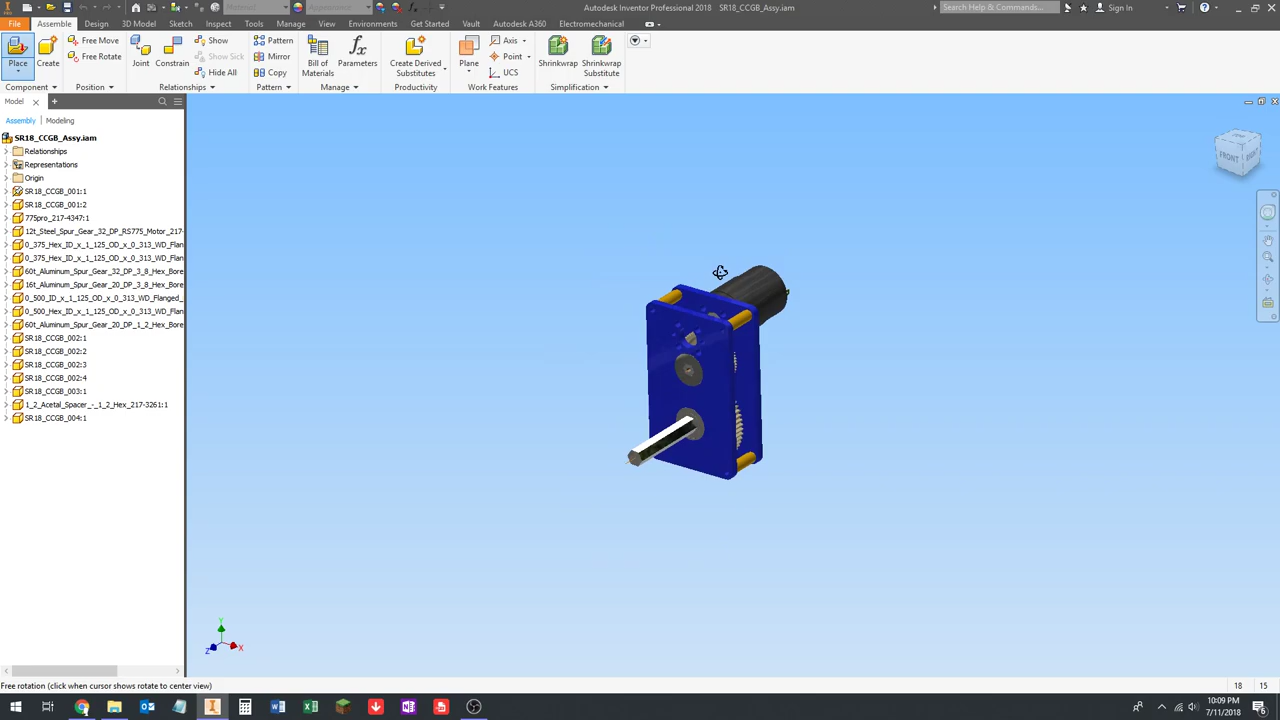 Autodesk Inventor Professional 2018 SR18_CCGB_Assy.iam
Search Help & Commands...
Sign In
File Assemble Design 3D Model Sketch Inspect Tools Manage View Environments Get Started Vault Autodesk A360 Electromechanical
Place
Create
Free Move
Free Rotate
Joint
Constrain
Show
Show Sick
Hide All
Pattern
Mirror
Copy
Bill of
Materials
Parameters
Create Derived
Substitutes
Plane
Axis
Point
UCS
Shrinkwrap
Shrinkwrap
Substitute
Component Position Relationships Pattern Manage Productivity Work Features Simplification
Model
Assembly Modeling
SR18_CCGB_Assy.iam
Relationships
Representations
Origin
SR18_CCGB_001:1
SR18_CCGB_001:2
775pro_217-4347:1
12t_Steel_Spur_Gear_32_DP_RS775_Motor_217-
0_375_Hex_ID_x_1_125_OD_x_0_313_WD_Flan
0_375_Hex_ID_x_1_125_OD_x_0_313_WD_Flan
60t_Aluminum_Spur_Gear_32_DP_3_8_Hex_Bore
16t_Aluminum_Spur_Gear_20_DP_3_8_Hex_Bore
0_500_ID_x_1_125_OD_x_0_313_WD_Flanged_
0_500_Hex_ID_x_1_125_OD_x_0_313_WD_Flan
60t_Aluminum_Spur_Gear_20_DP_1_2_Hex_Bore
SR18_CCGB_002:1
SR18_CCGB_002:2
SR18_CCGB_002:3
SR18_CCGB_002:4
SR18_CCGB_003:1
1_2_Acetal_Spacer_-_1_2_Hex_217-3261:1
SR18_CCGB_004:1
FRONT
RIGHT
Y
Z
X
Free rotation (click when cursor shows rotate to center view)
18 15
10:09 PM
7/11/2018